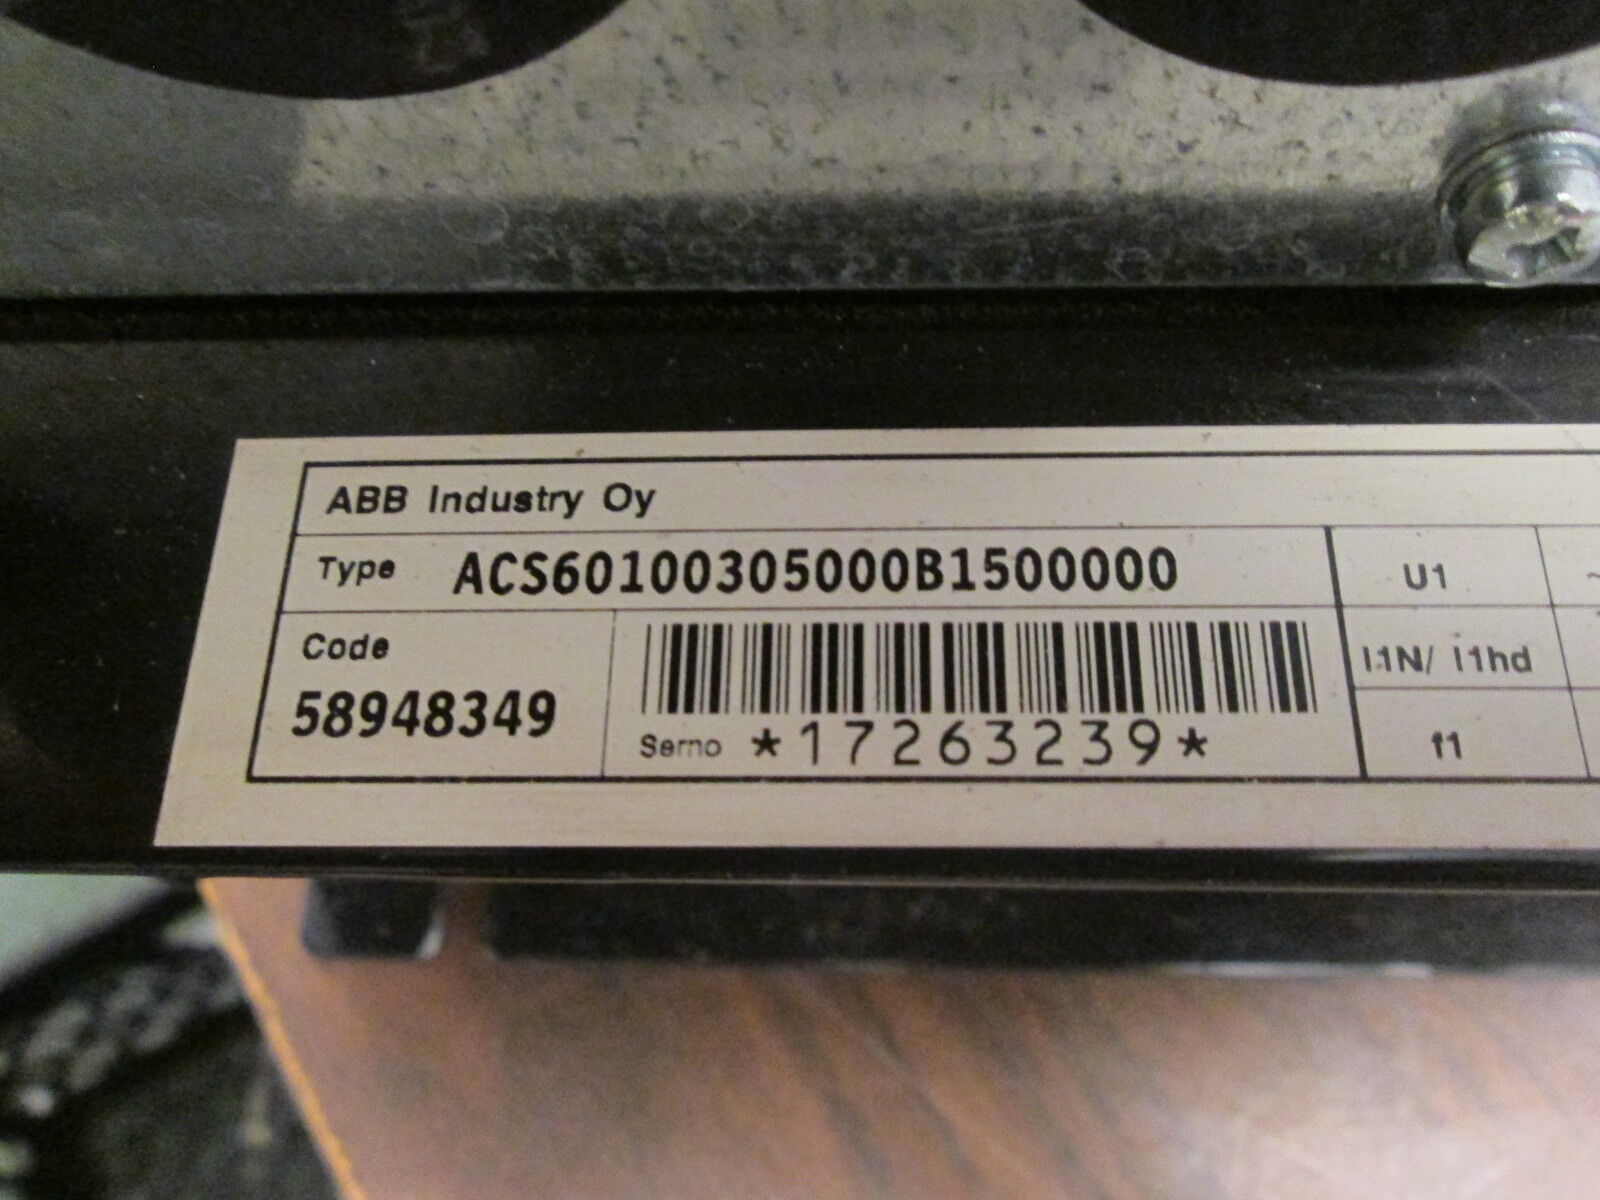 ABB Industry Oy
Type ACS60100305000B1500000 U1 ~
Code I1N/ I1hd
58948349
Serno *17263239* f1